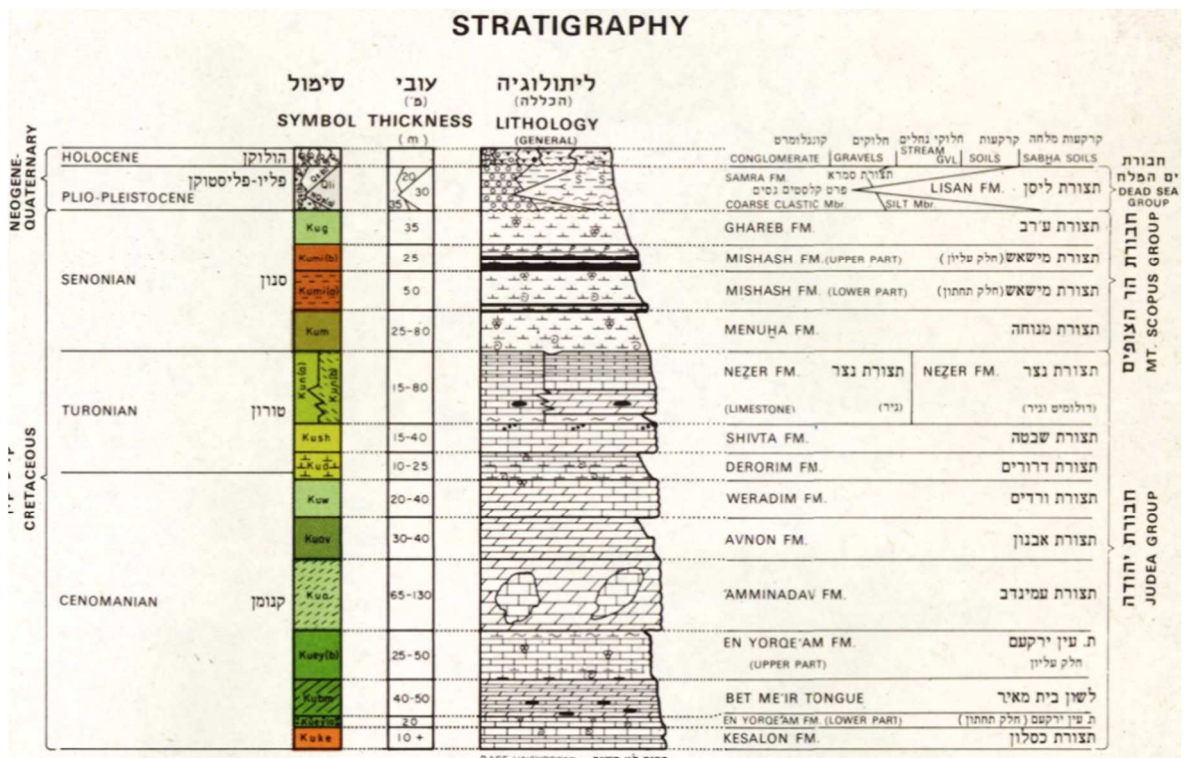 STRATIGRAPHY
סימול עובי ליתולוגיה
(מ') (הכללה)
SYMBOL THICKNESS LITHOLOGY
(m) (GENERAL)
קונגלומרט חלוקים חלוקי נחלים קרקעות קרקעות מלחה
CONGLOMERATE GRAVELS STREAM GVL SOILS SABHA SOILS
NEOGENE-QUATERNARY
HOLOCENE הולוקן
PLIO-PLEISTOCENE פליו-פליסטוקן
20
30
35
SAMRA FM. תצורת סמרא
פרט קלסטים גסים
COARSE CLASTIC Mbr. SILT Mbr.
LISAN FM. תצורת ליסן
חבורת ים המלח
DEAD SEA GROUP
CRETACEOUS
SENONIAN סנון
Kug 35 GHAREB FM. תצורת ע'רב
Kumi(b) 25 MISHASH FM. (UPPER PART) תצורת מישאש (חלק עליון)
Kumi(a) 50 MISHASH FM. (LOWER PART) תצורת מישאש (חלק תחתון)
Kum 25-80 MENUHA FM. תצורת מנוחה
חבורת הר הצופים
MT. SCOPUS GROUP
TURONIAN טורון
Kun(a) Kun(b) 15-80 NEZER FM. תצורת נצר NEZER FM. תצורת נצר
(LIMESTONE) (גיר) (דולומיט וגיר)
Kush 15-40 SHIVTA FM. תצורת שבטה
Kud 10-25 DERORIM FM. תצורת דרורים
CENOMANIAN קנומן
Kuw 20-40 WERADIM FM. תצורת ורדים
Kuav 30-40 AVNON FM. תצורת אבנון
Kua 65-130 'AMMINADAV FM. תצורת עמינדב
Kuey(b) 25-50 EN YORQE'AM FM. ת. עין ירקעם
(UPPER PART) חלק עליון
Kubm 40-50 BET ME'IR TONGUE לשון בית מאיר
20 EN YORQE'AM FM. (LOWER PART) ת. עין ירקעם (חלק תחתון)
Kuke 10 + KESALON FM. תצורת כסלון
חבורת יהודה
JUDEA GROUP